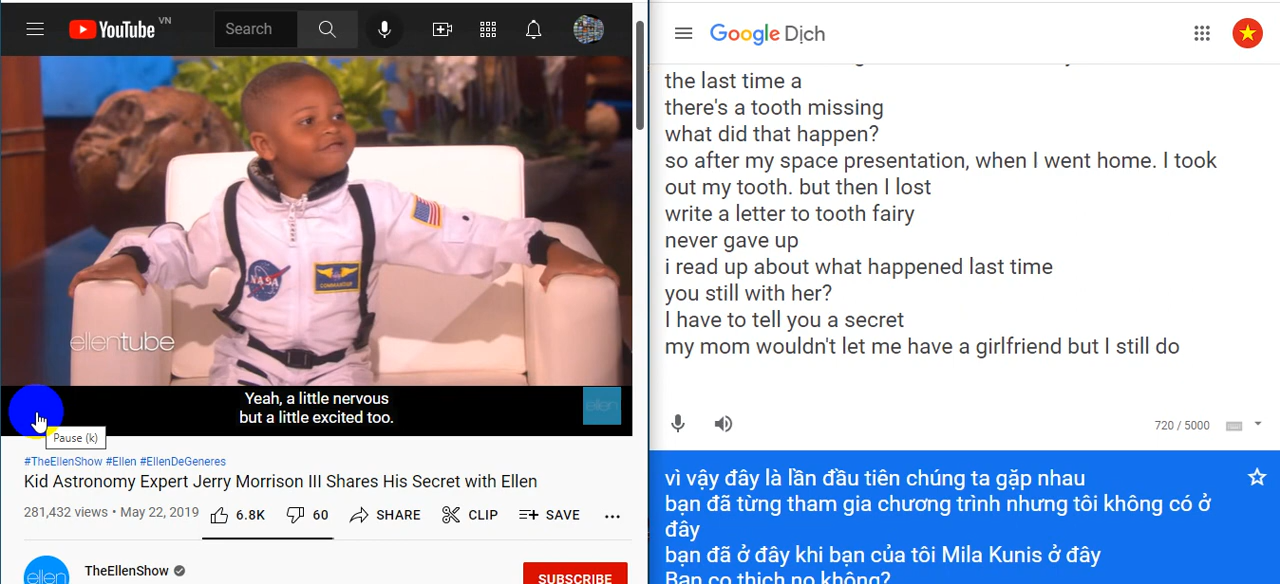 YouTube VN
Search
NASA
COMMANDER
ellentube
Yeah, a little nervous
but a little excited too.
ellen
Pause (k)
#TheEllenShow #Ellen #EllenDeGeneres
Kid Astronomy Expert Jerry Morrison III Shares His Secret with Ellen
281,432 views • May 22, 2019
6.8K
60
SHARE
CLIP
SAVE
ellen
TheEllenShow
SUBSCRIBE
Google Dịch
the last time a
there's a tooth missing
what did that happen?
so after my space presentation, when I went home. I took
out my tooth. but then I lost
write a letter to tooth fairy
never gave up
i read up about what happened last time
you still with her?
I have to tell you a secret
my mom wouldn't let me have a girlfriend but I still do
720 / 5000
vì vậy đây là lần đầu tiên chúng ta gặp nhau
bạn đã từng tham gia chương trình nhưng tôi không có ở
đây
bạn đã ở đây khi bạn của tôi Mila Kunis ở đây